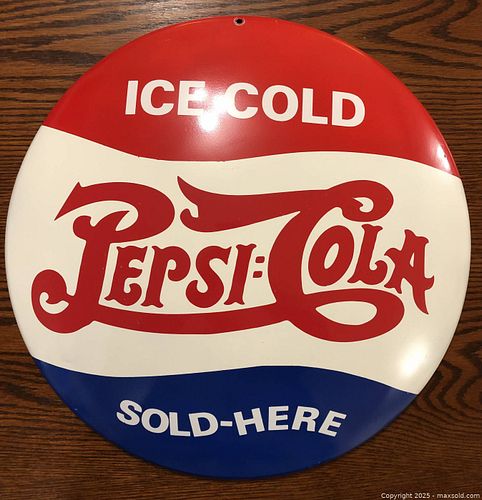 ICE COLD
PEPSI:COLA
SOLD-HERE
Copyright 2025 - maxsold.com